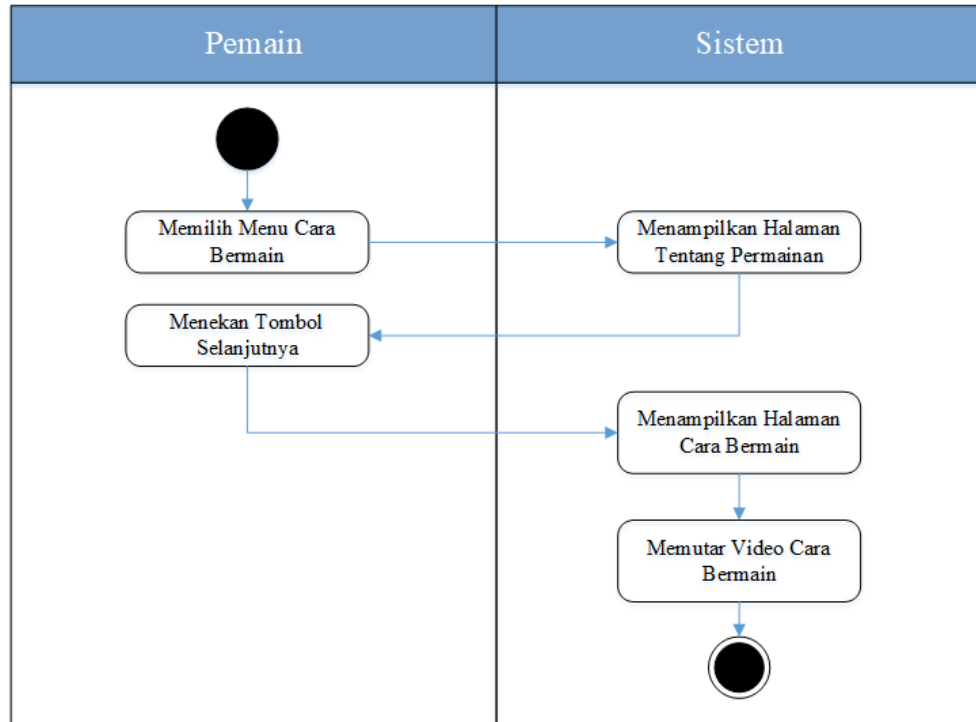 Pemain
Sistem
Memilih Menu Cara
Bermain
Menampilkan Halaman
Tentang Permainan
Menekan Tombol
Selanjutnya
Menampilkan Halaman
Cara Bermain
Memutar Video Cara
Bermain